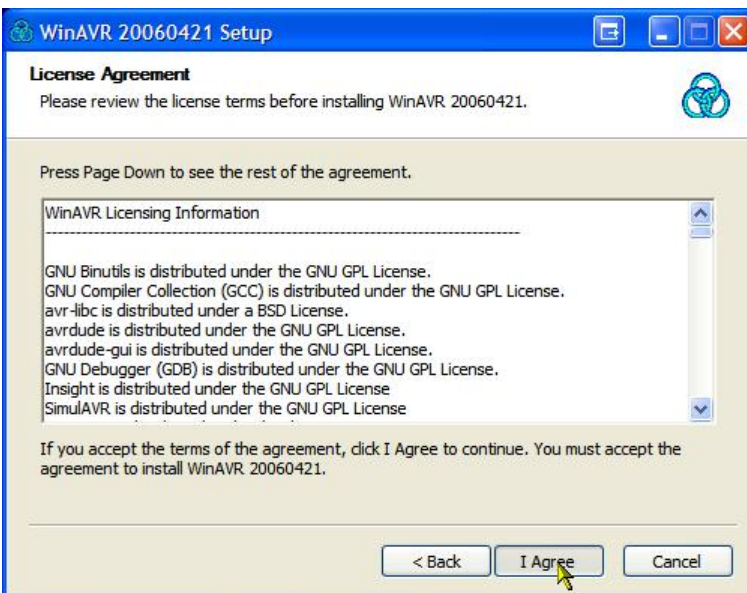 WinAVR 20060421 Setup
License Agreement
Please review the license terms before installing WinAVR 20060421.
Press Page Down to see the rest of the agreement.
WinAVR Licensing Information
--------------------------------------------------------------------------------
GNU Binutils is distributed under the GNU GPL License.
GNU Compiler Collection (GCC) is distributed under the GNU GPL License.
avr-libc is distributed under a BSD License.
avrdude is distributed under the GNU GPL License.
avrdude-gui is distributed under the GNU GPL License.
GNU Debugger (GDB) is distributed under the GNU GPL License.
Insight is distributed under the GNU GPL License
SimulAVR is distributed under the GNU GPL License
If you accept the terms of the agreement, click I Agree to continue. You must accept the
agreement to install WinAVR 20060421.
< Back I Agree Cancel